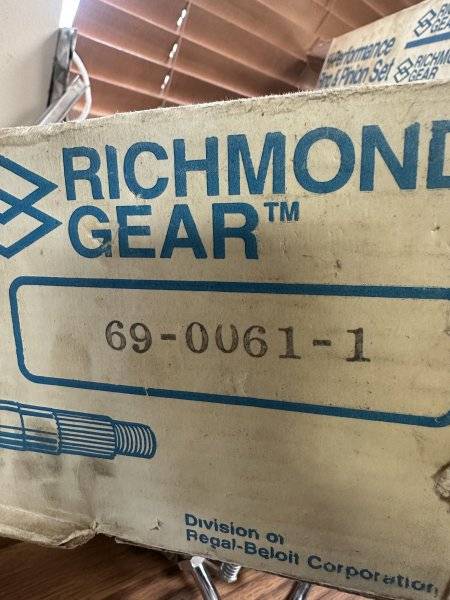 Performance
Ring & Pinion Set
RICHMOND
GEAR
RICHMOND
GEAR™
69-0061-1
Division of
Regal-Beloit Corporation